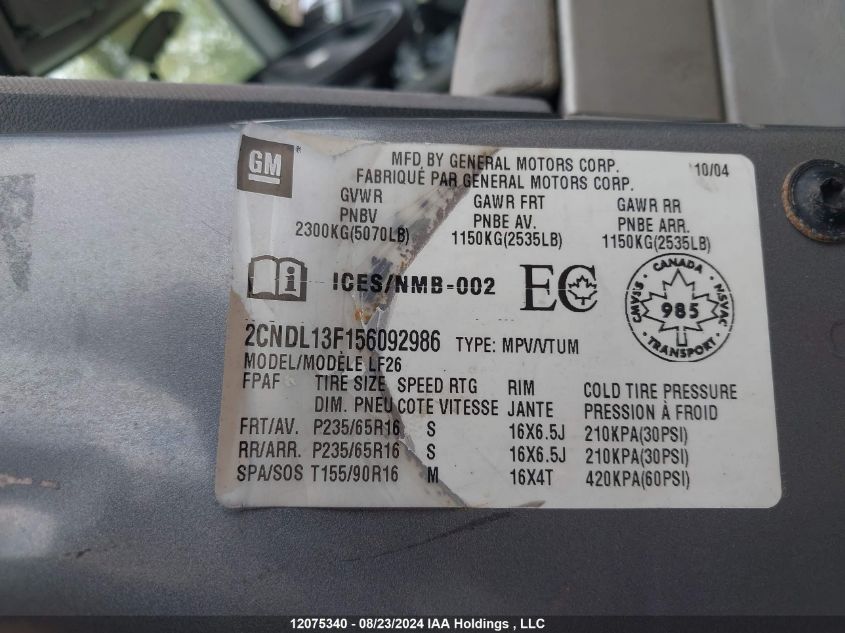 GM
MFD BY GENERAL MOTORS CORP. 10/04
FABRIQUÉ PAR GENERAL MOTORS CORP.
GVWR GAWR FRT GAWR RR
PNBV PNBE AV. PNBE ARR.
2300KG(5070LB) 1150KG(2535LB) 1150KG(2535LB)
i ICES/NMB-002 EC
CANADA
CMVSS 985 NSVAC
TRANSPORT
2CNDL13F156092986 TYPE: MPV/VTUM
MODEL/MODÈLE LF26
FPAF TIRE SIZE SPEED RTG RIM COLD TIRE PRESSURE
DIM. PNEU COTE VITESSE JANTE PRESSION À FROID
FRT/AV. P235/65R16 S 16X6.5J 210KPA(30PSI)
RR/ARR. P235/65R16 S 16X6.5J 210KPA(30PSI)
SPA/SOS T155/90R16 M 16X4T 420KPA(60PSI)
12075340 - 08/23/2024 IAA Holdings , LLC